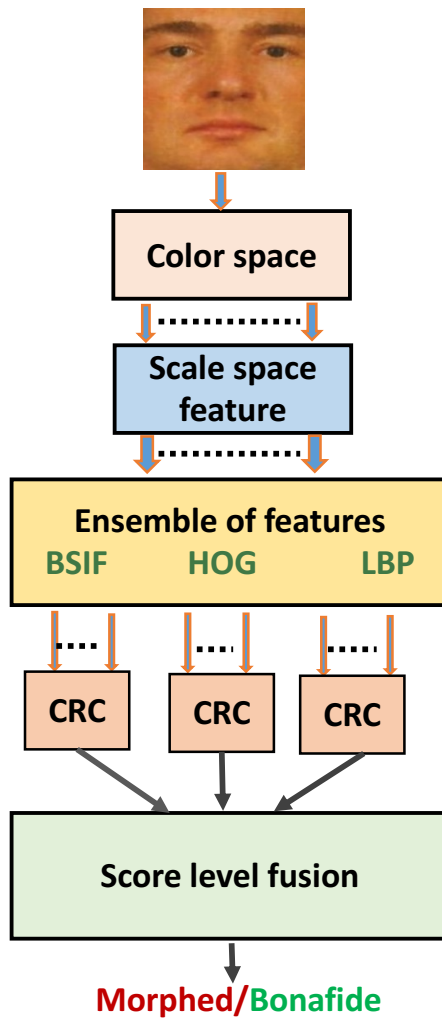 Color space
Scale space
feature
Ensemble of features
BSIF HOG LBP
CRC CRC CRC
Score level fusion
Morphed/Bonafide